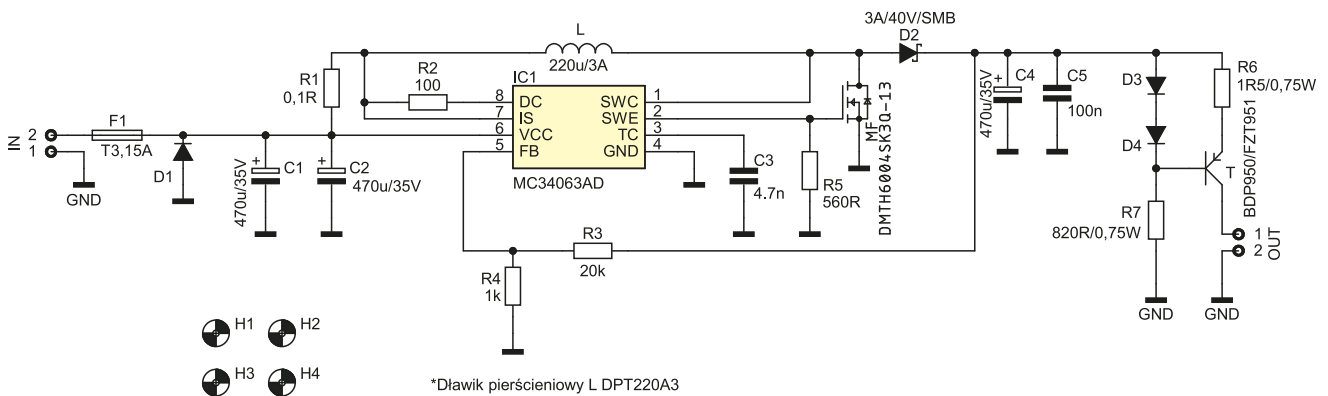 3A/40V/SMB
D2
L
220u/3A
R1
0,1R
R2
100
IC1
8 DC
7 IS
6 VCC
5 FB
SWC 1
SWE 2
TC 3
GND 4
MC34063AD
IN
2
1
F1
T3,15A
GND
D1
+
C1
470u/35V
+
C2
470u/35V
C3
4.7n
R5
560R
MF
DMTH6004SK3Q-13
+
C4
470u/35V
C5
100n
D3
D4
R6
1R5/0,75W
T
BDP950/FZT951
R7
820R/0,75W
1
2
OUT
GND
GND
R3
20k
R4
1k
H1
H2
H3
H4
*Dławik pierścieniowy L DPT220A3